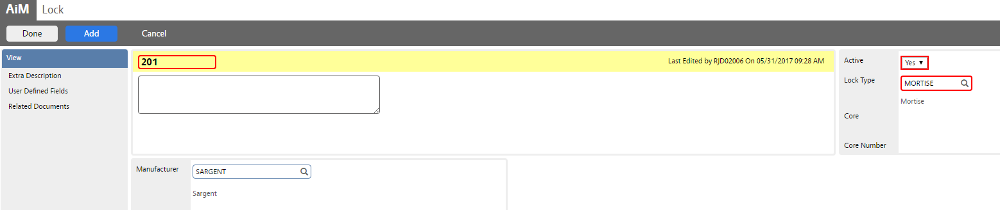 AiM Lock
Done Add Cancel
View
Extra Description
User Defined Fields
Related Documents
201 Last Edited by RJD02006 On 05/31/2017 09:28 AM
Active Yes ▼
Lock Type MORTISE
Mortise
Core
Core Number
Manufacturer SARGENT
Sargent